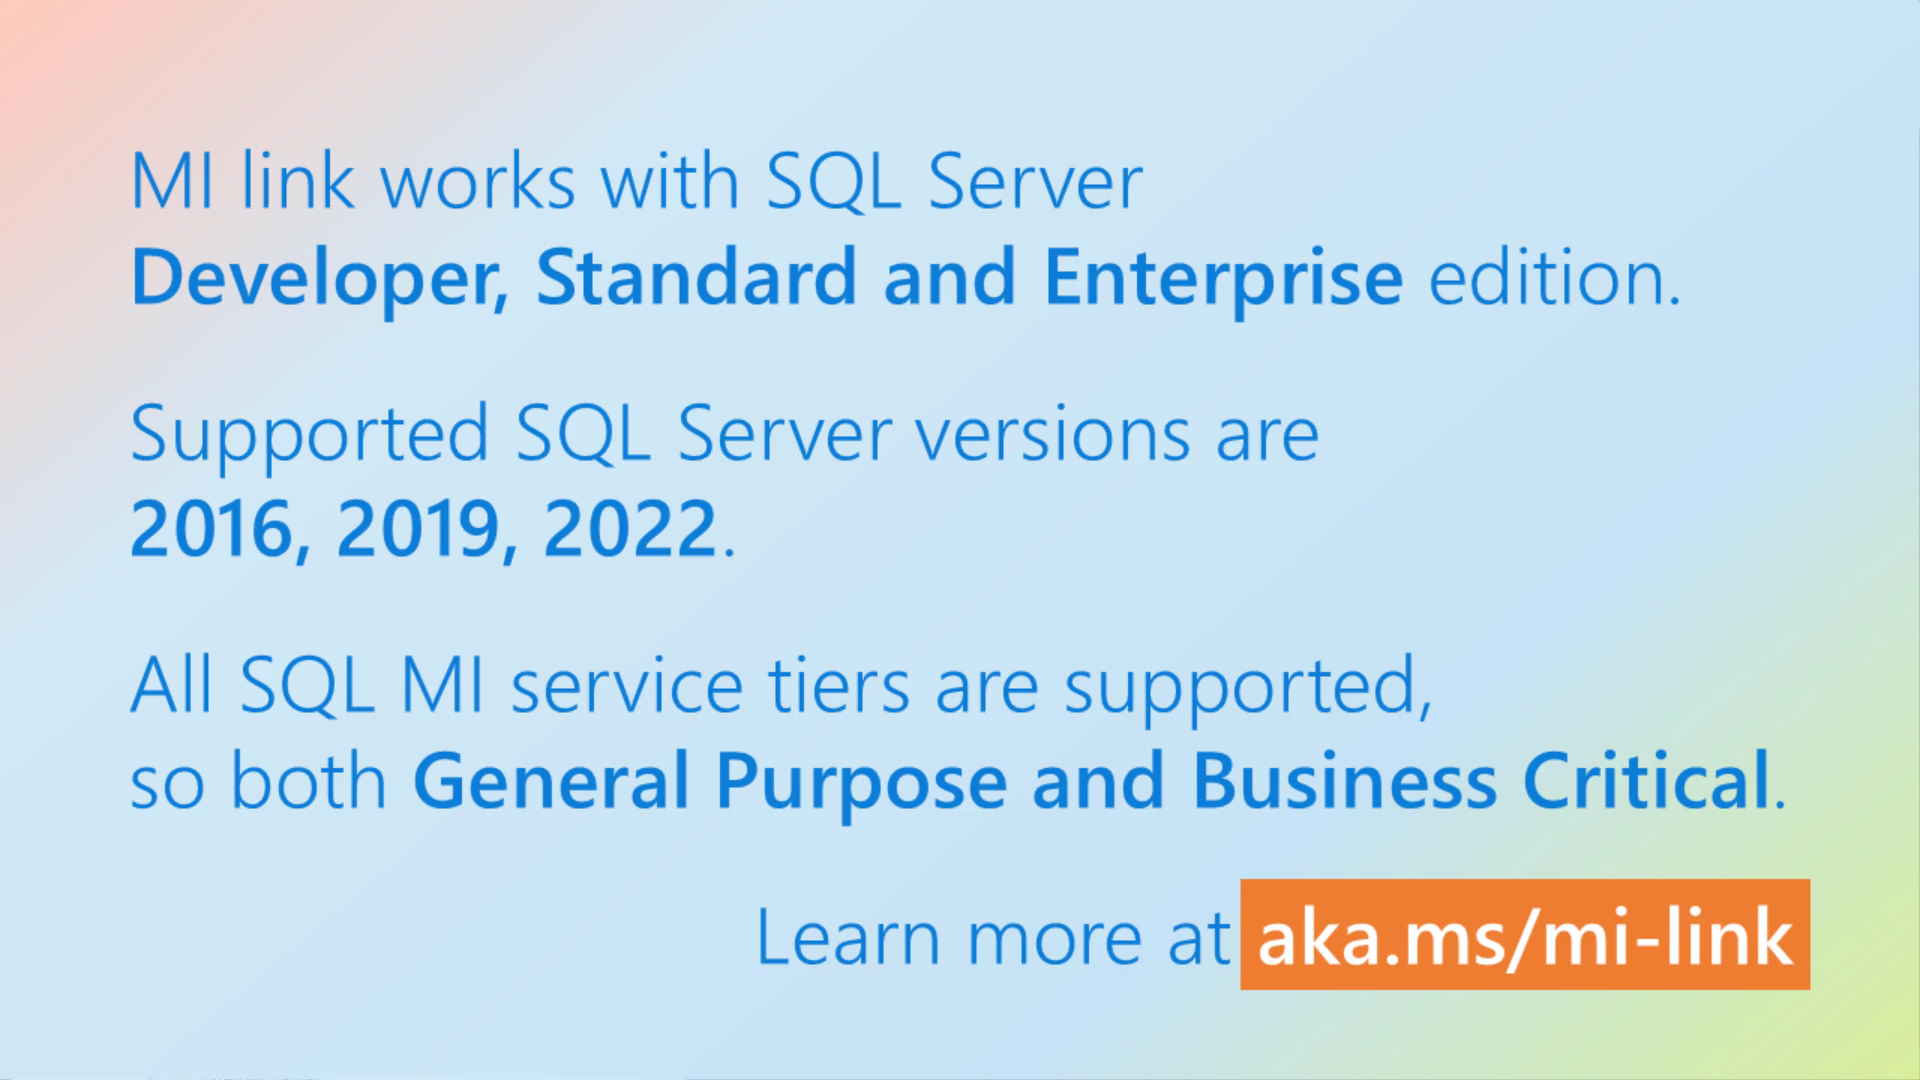 MI link works with SQL Server
Developer, Standard and Enterprise edition.
Supported SQL Server versions are
2016, 2019, 2022.
All SQL MI service tiers are supported,
so both General Purpose and Business Critical.
Learn more at aka.ms/mi-link